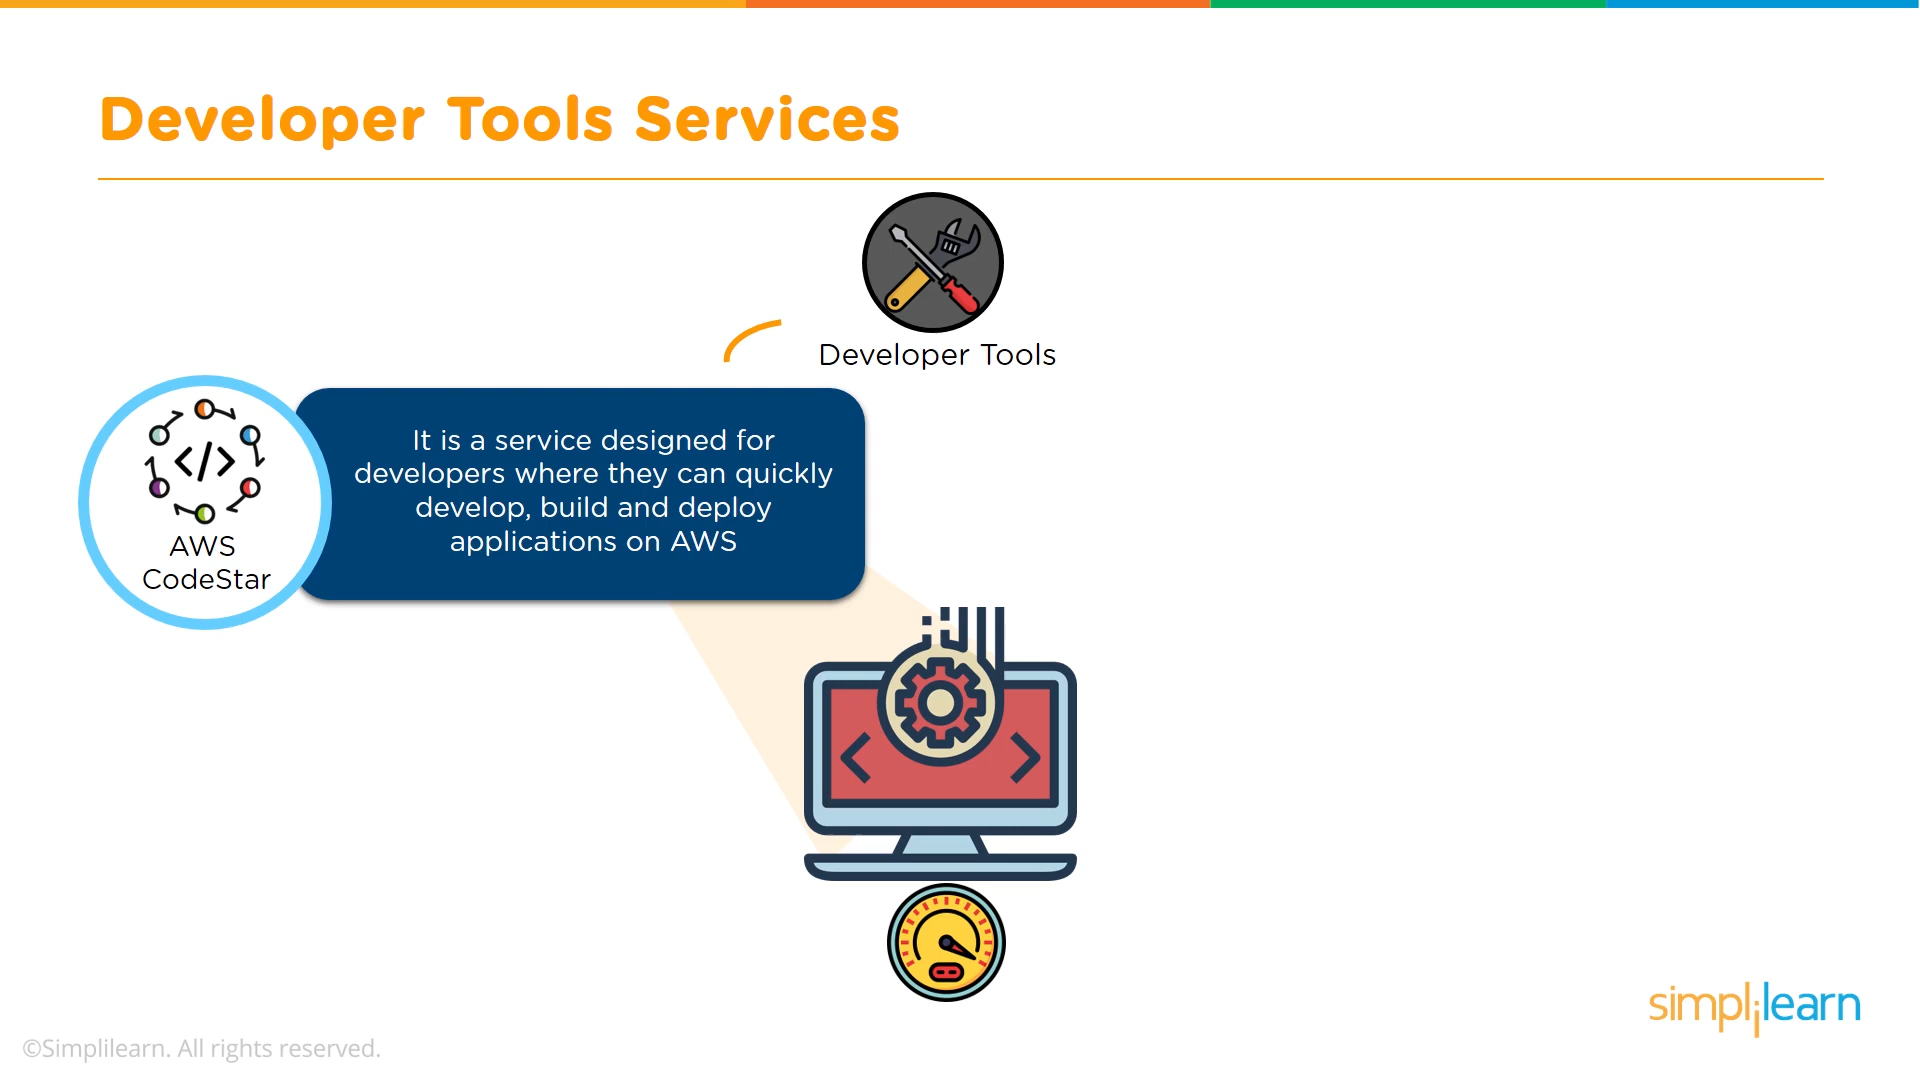 Developer Tools Services
Developer Tools
It is a service designed for
developers where they can quickly
develop, build and deploy
applications on AWS
</>
AWS
CodeStar
< >
simplilearn
©Simplilearn. All rights reserved.